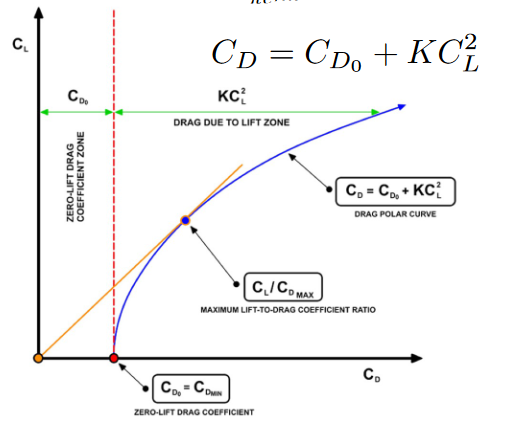 C_D = C_{D_0} + KC_L^2
C_L
C_{D_0}
KC_L^2
DRAG DUE TO LIFT ZONE
ZERO-LIFT DRAG
COEFFICIENT ZONE
C_D = C_{D_0} + KC_L^2
DRAG POLAR CURVE
C_L / C_{D MAX}
MAXIMUM LIFT-TO-DRAG COEFFICIENT RATIO
C_D
C_{D_0} = C_{D_{MIN}}
ZERO-LIFT DRAG COEFFICIENT